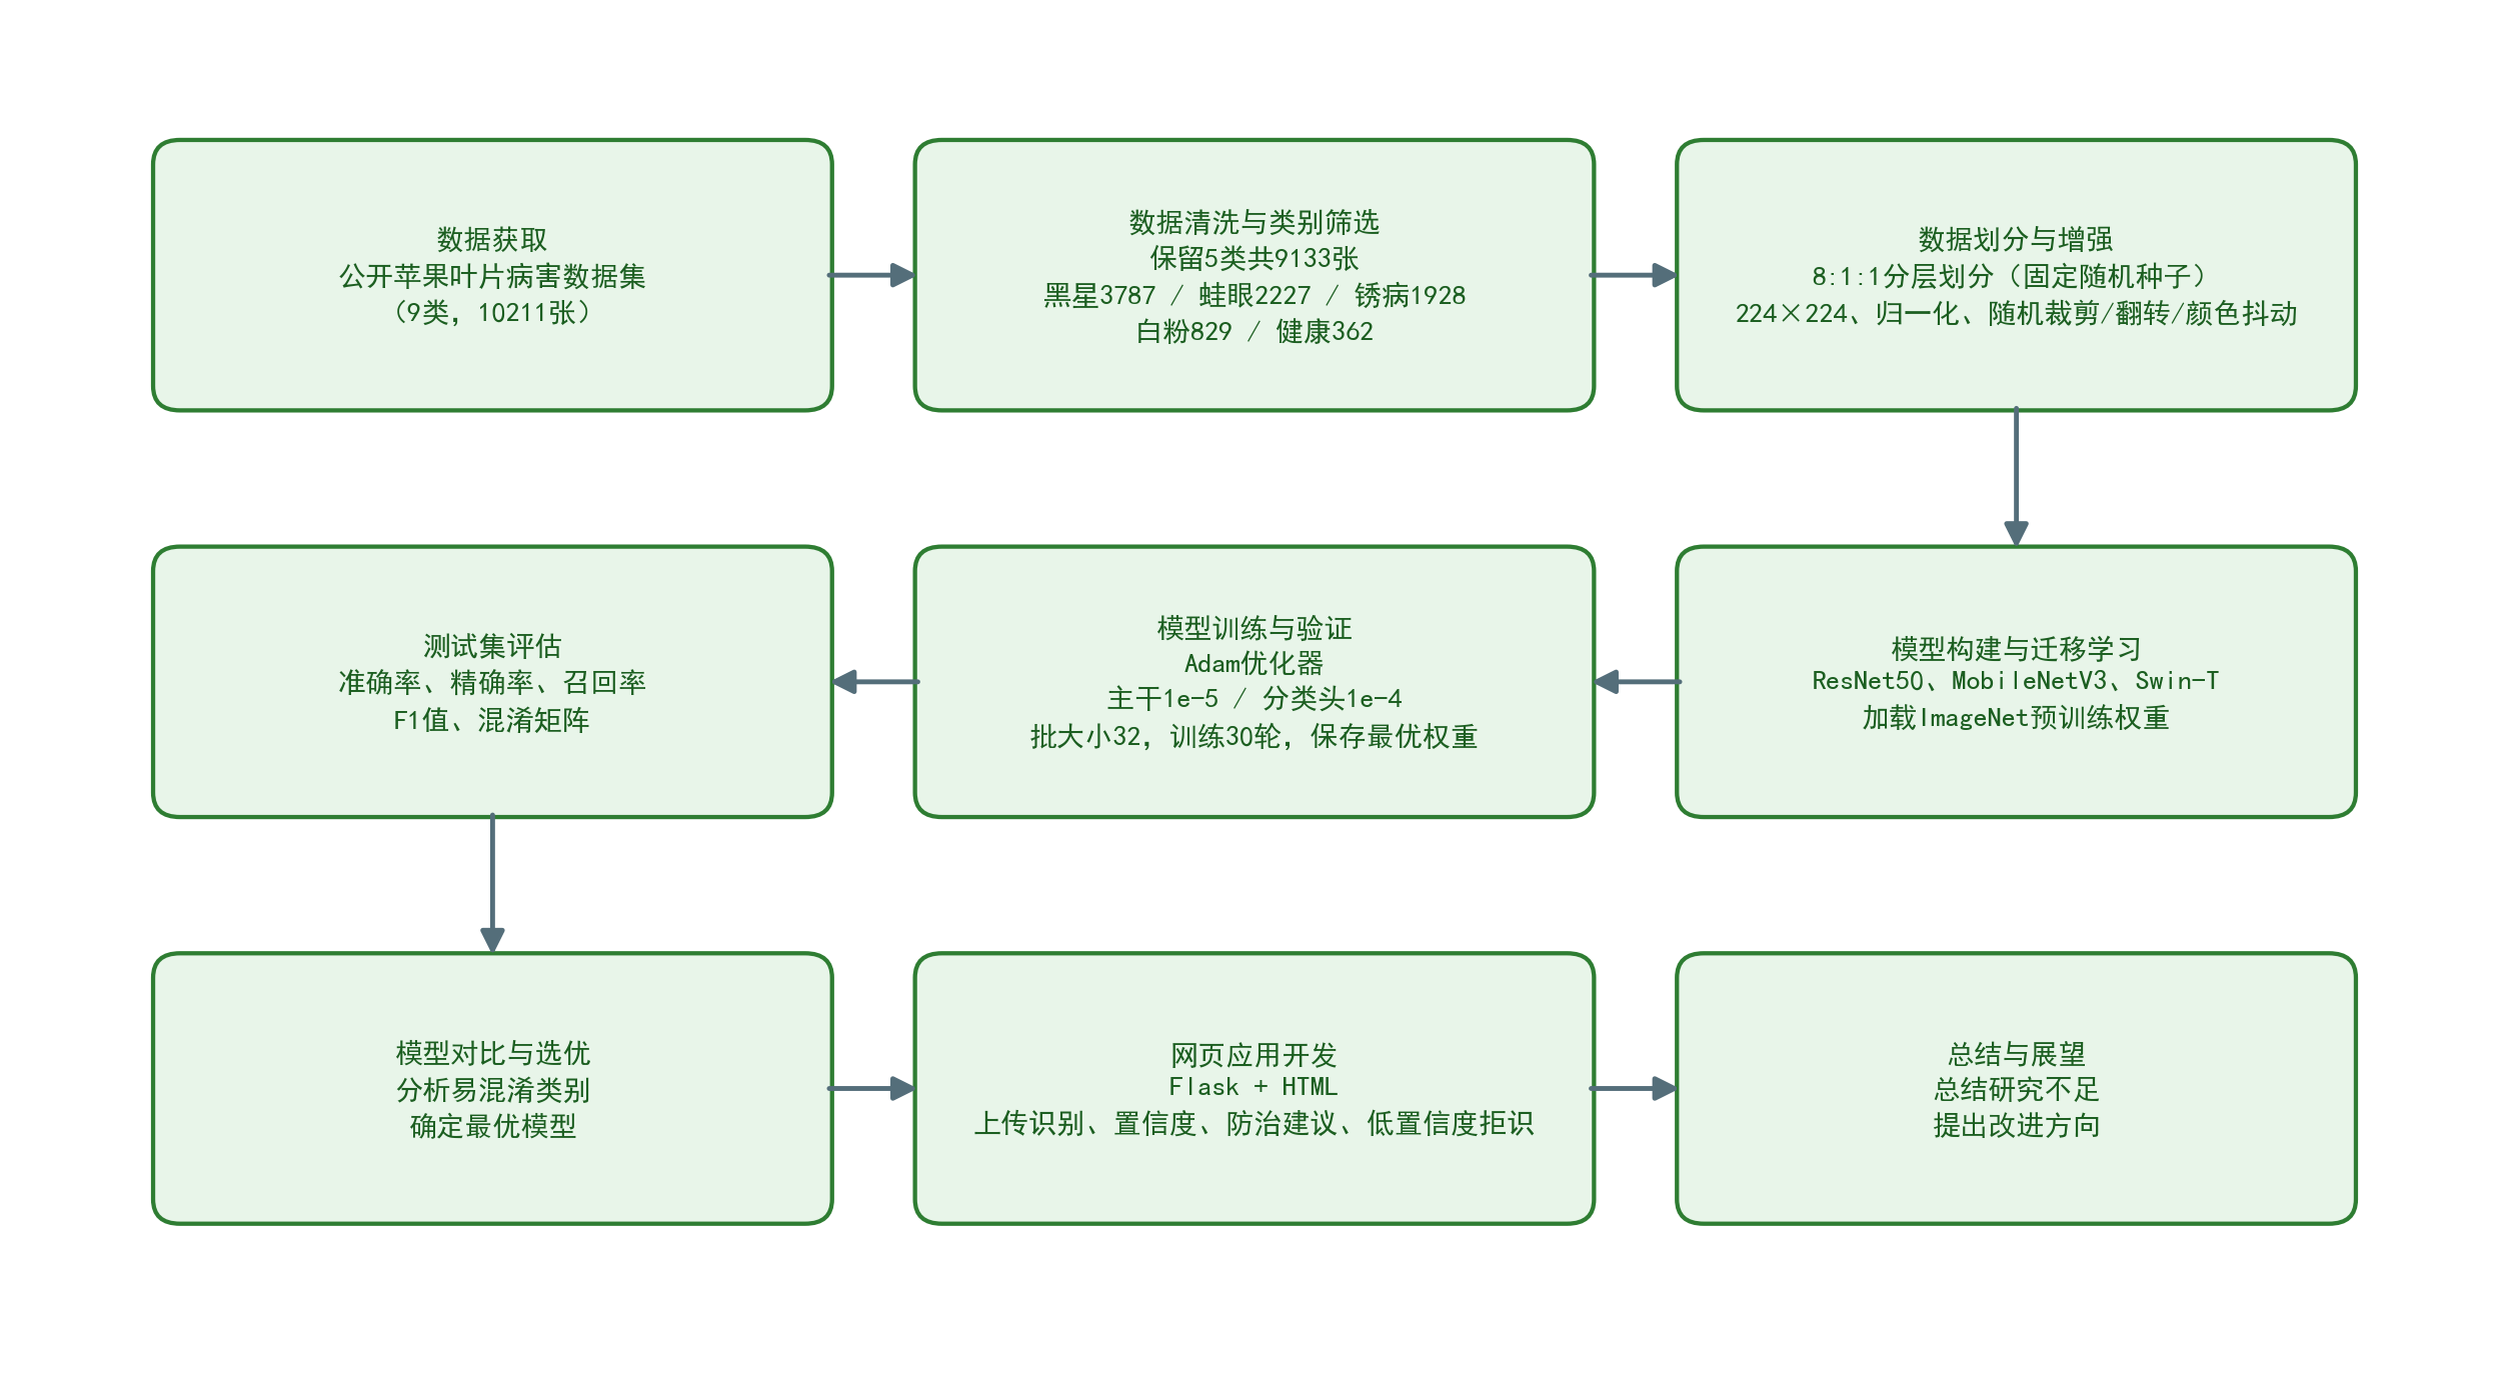 数据获取
公开苹果叶片病害数据集
（9类，10211张）
数据清洗与类别筛选
保留5类共9133张
黑星3787 / 蛙眼2227 / 锈病1928
白粉829 / 健康362
数据划分与增强
8:1:1分层划分（固定随机种子）
224×224、归一化、随机裁剪/翻转/颜色抖动
模型构建与迁移学习
ResNet50、MobileNetV3、Swin-T
加载ImageNet预训练权重
模型训练与验证
Adam优化器
主干1e-5 / 分类头1e-4
批大小32，训练30轮，保存最优权重
测试集评估
准确率、精确率、召回率
F1值、混淆矩阵
模型对比与选优
分析易混淆类别
确定最优模型
网页应用开发
Flask + HTML
上传识别、置信度、防治建议、低置信度拒识
总结与展望
总结研究不足
提出改进方向